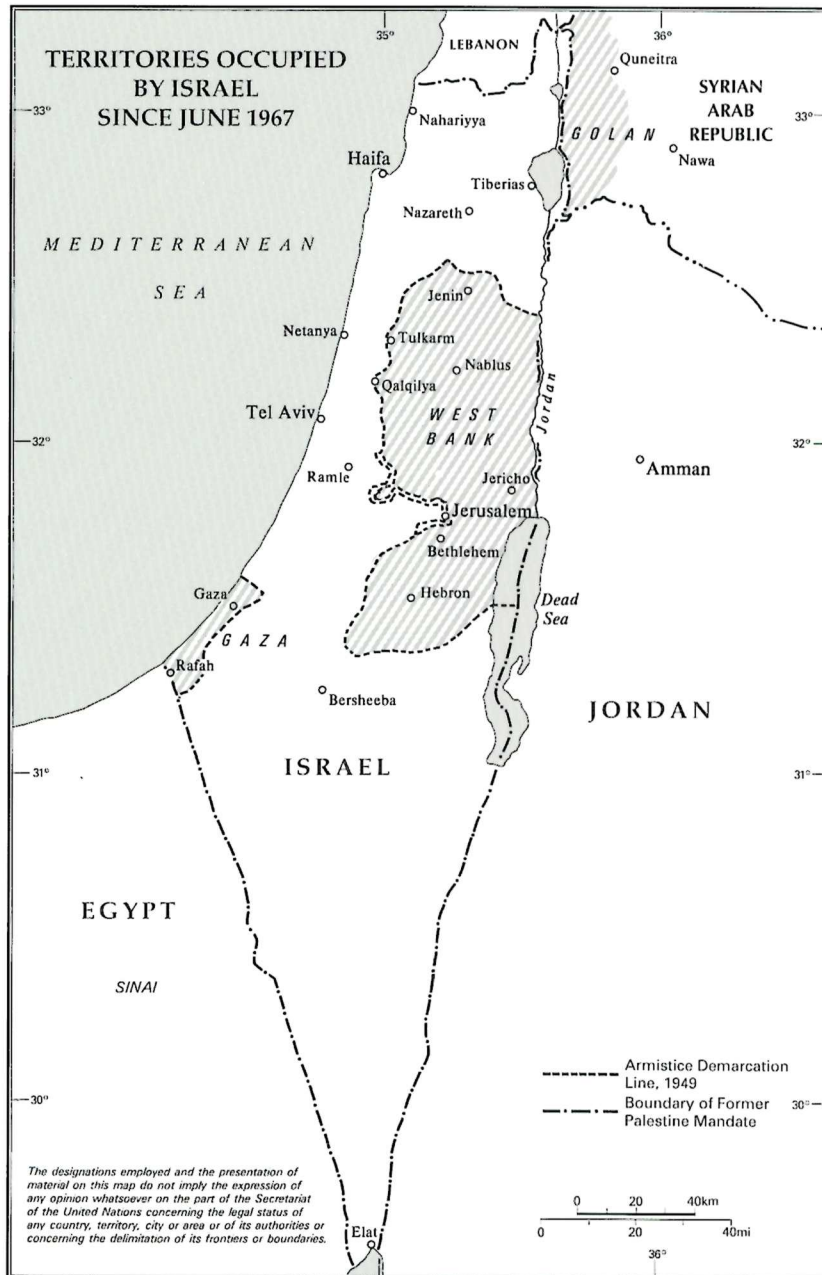 TERRITORIES OCCUPIED
BY ISRAEL
SINCE JUNE 1967
35°
36°
LEBANON
Quneitra
SYRIAN
ARAB
REPUBLIC
33°
33°
Nahariyya
GOLAN
Nawa
Haifa
Tiberias
Nazareth
MEDITERRANEAN
SEA
Jenin
Netanya
Tulkarm
Nablus
Qalqilya
Jordan
Tel Aviv
WEST
BANK
32°
32°
Ramle
Jericho
Amman
Jerusalem
Bethlehem
Gaza
Hebron
Dead
Sea
GAZA
Rafah
Bersheeba
JORDAN
ISRAEL
31°
31°
EGYPT
SINAI
Armistice Demarcation
Line, 1949
Boundary of Former
Palestine Mandate
30°
30°
The designations employed and the presentation of
material on this map do not imply the expression of
any opinion whatsoever on the part of the Secretariat
of the United Nations concerning the legal status of
any country, territory, city or area or of its authorities or
concerning the delimitation of its frontiers or boundaries.
Elat
0 20 40km
0 20 40mi
36°